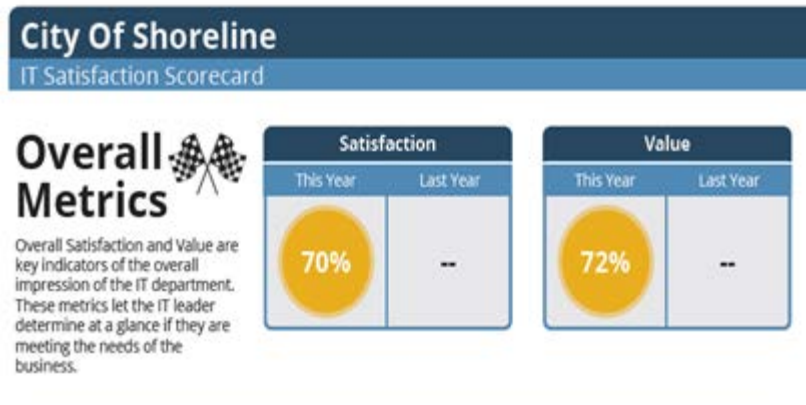 City Of Shoreline
IT Satisfaction Scorecard
Overall
Metrics
Overall Satisfaction and Value are
key indicators of the overall
impression of the IT department.
These metrics let the IT leader
determine at a glance if they are
meeting the needs of the
business.
Satisfaction
This Year Last Year
70% --
Value
This Year Last Year
72% --